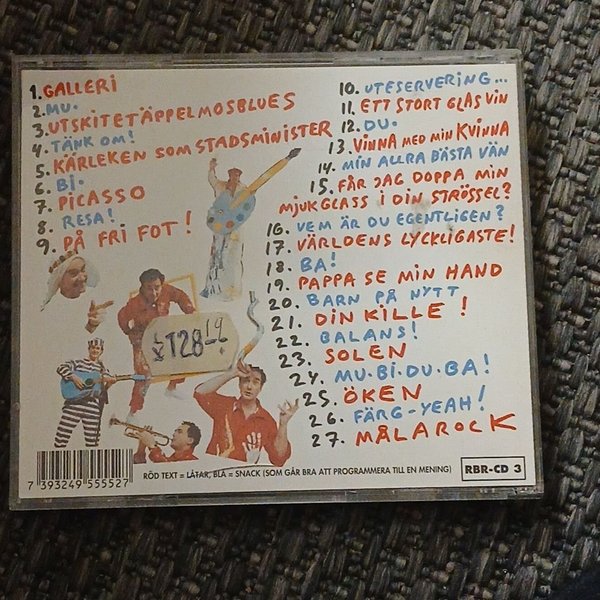 1. GALLERI
2. MU.
3. UTSKITETÄPPELMOSBLUES
4. TÄNK OM!
5. KÄRLEKEN SOM STADSMINISTER
6. BI.
7. PICASSO
8. RESA!
9. PÅ FRI FOT!
10. UTESERVERING...
11. ETT STORT GLAS VIN
12. DU.
13. VINNA MED MIN KVINNA
14. MIN ALLRA BÄSTA VÄN
15. FÅR JAG DOPPA MIN
MJUKGLASS I DIN STRÖSSEL?
16. VEM ÄR DU EGENTLIGEN?
17. VÄRLDENS LYCKLIGASTE!
18. BA!
19. PAPPA SE MIN HAND
20. BARN PÅ NYTT
21. DIN KILLE!
22. BALANS!
23. SOLEN
24. MU·BI·DU·BA!
25. ÖKEN
26. FÄRG-YEAH!
27. MÅLAROCK
7 393249 555527
RÖD TEXT = LÅTAR, BLÅ = SNACK (SOM GÅR BRA ATT PROGRAMMERA TILL EN MENING)
RBR-CD 3